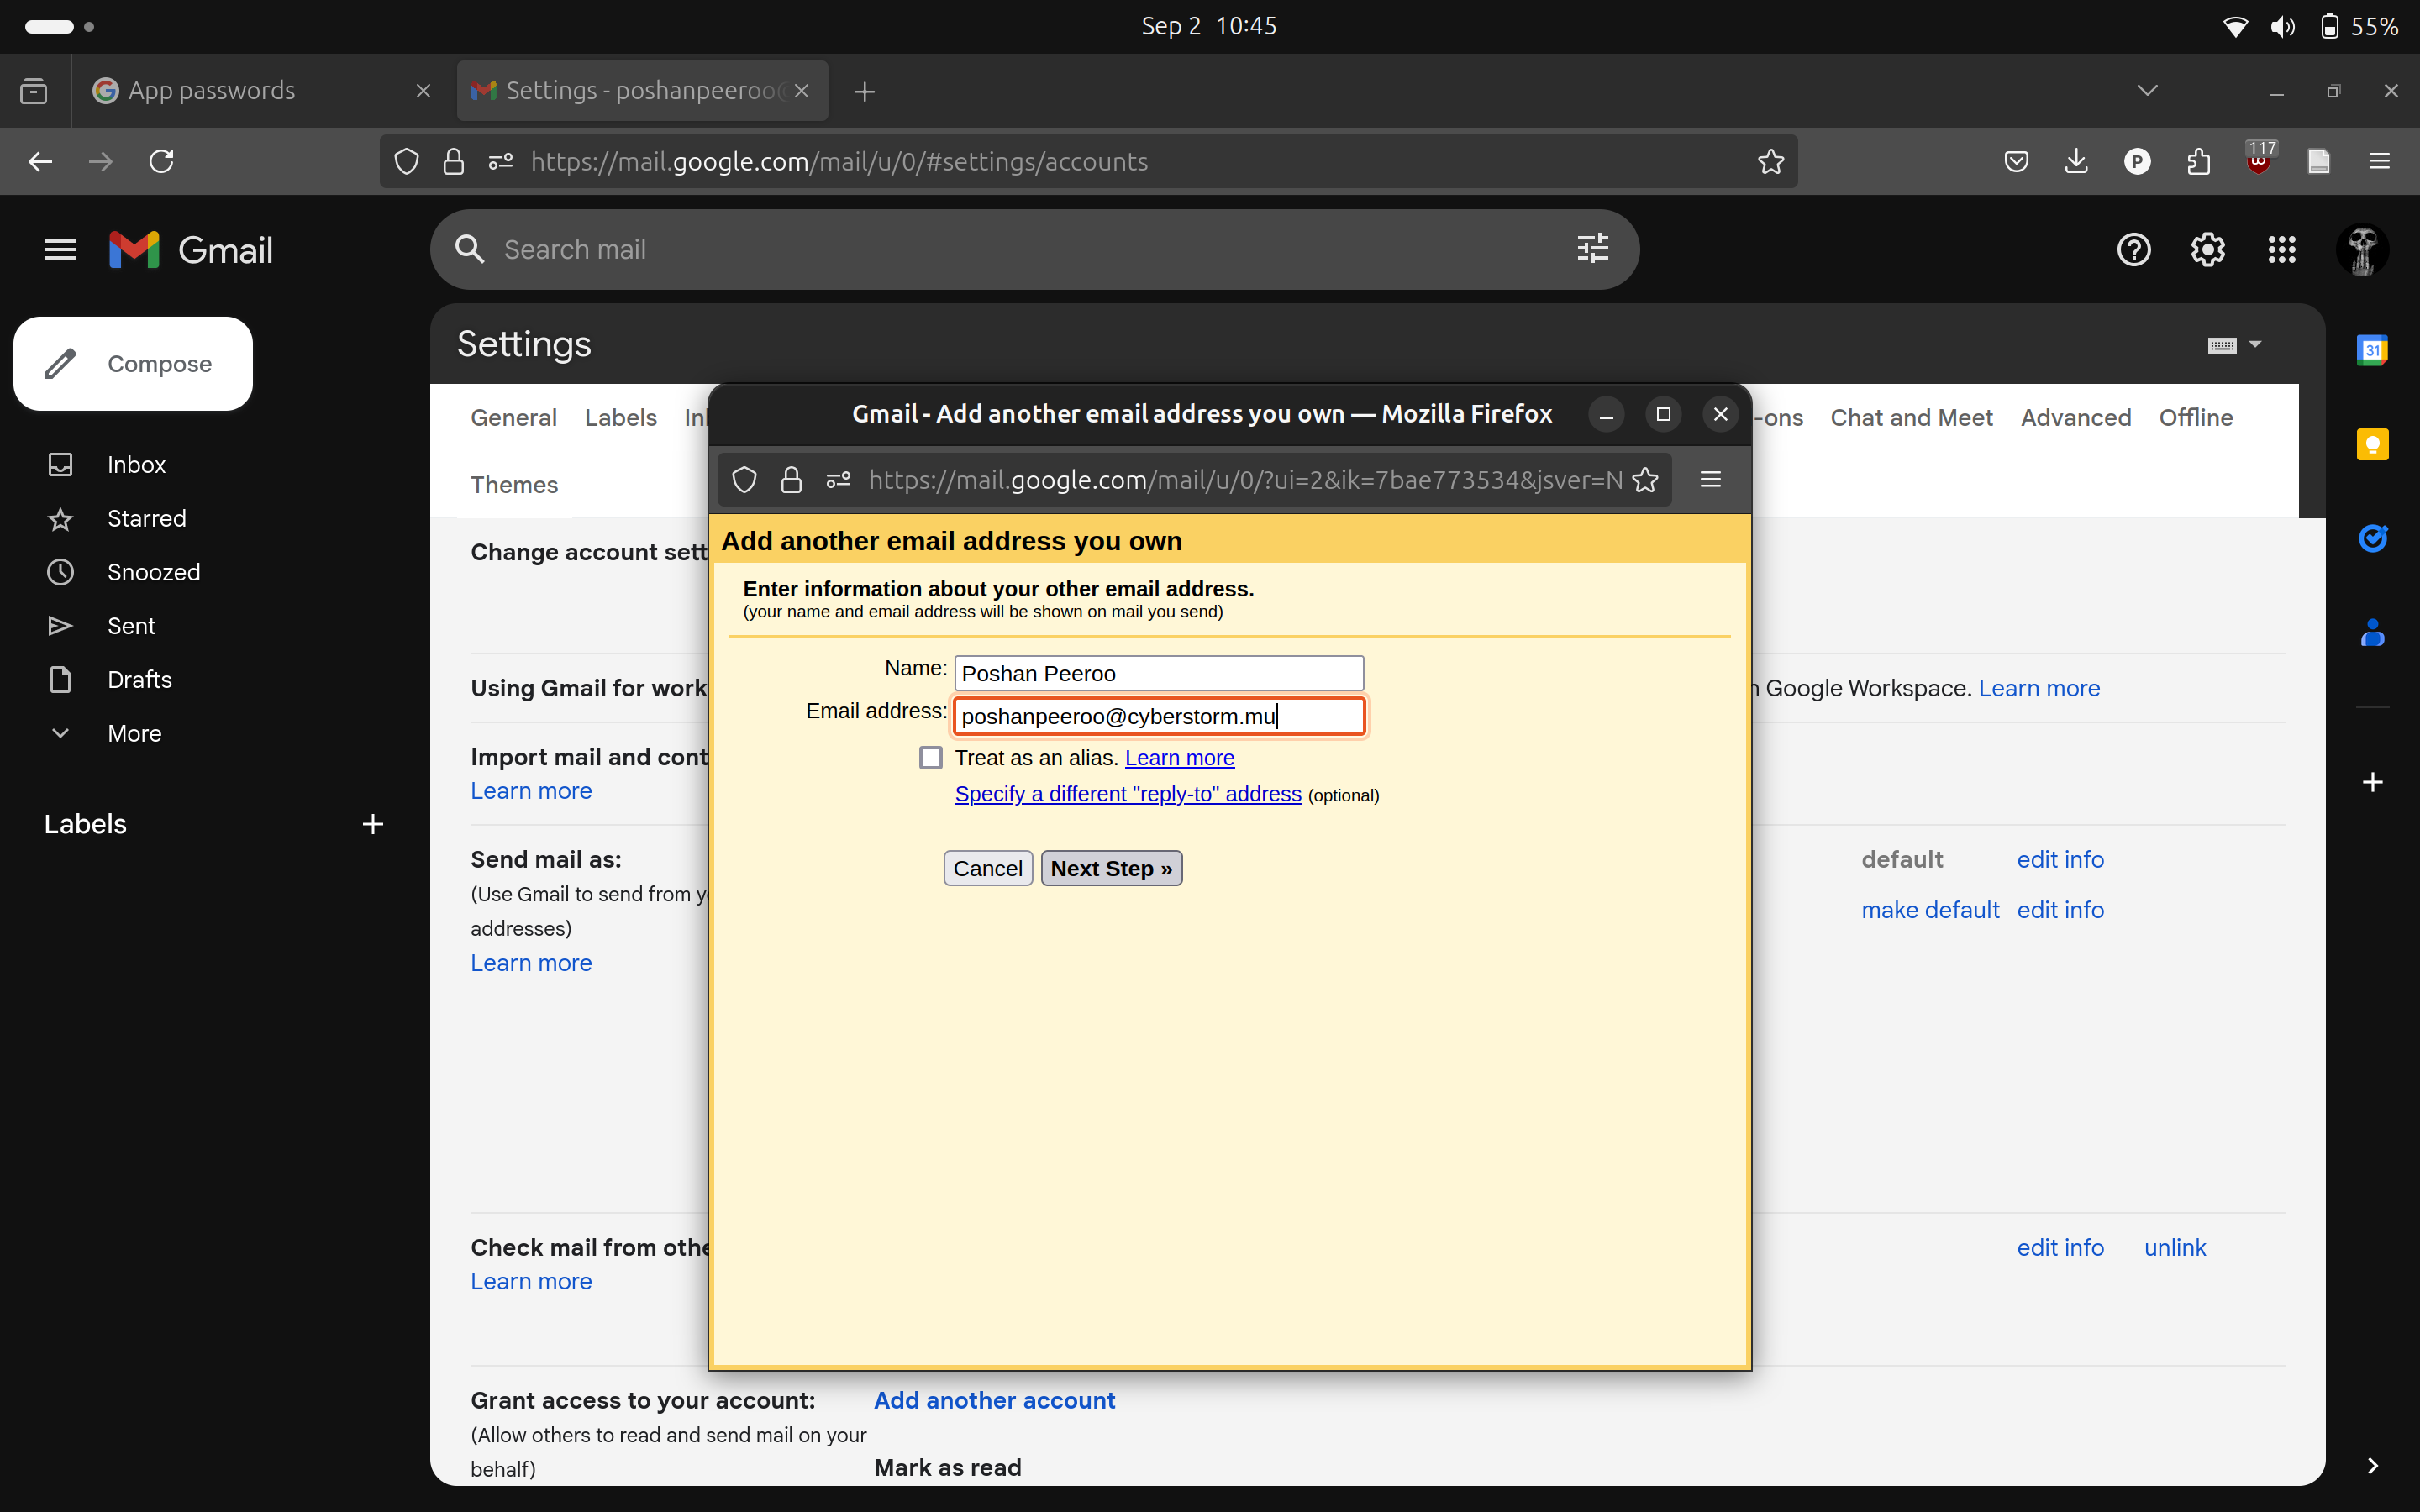 Sep 2 10:45
55%
App passwords
Settings - poshanpeeroo@
https://mail.google.com/mail/u/0/#settings/accounts
117
Gmail
Search mail
Compose
Settings
General Labels
Gmail - Add another email address you own — Mozilla Firefox
-ons Chat and Meet Advanced Offline
Themes
https://mail.google.com/mail/u/0/?ui=2&ik=7bae773534&jsver=N
Inbox
Starred
Snoozed
Sent
Drafts
More
Labels
31
Change account sett
Add another email address you own
Enter information about your other email address.
(your name and email address will be shown on mail you send)
Name: Poshan Peeroo
Email address: poshanpeeroo@cyberstorm.mu
Treat as an alias. Learn more
Specify a different "reply-to" address (optional)
Cancel Next Step »
Using Gmail for work
Google Workspace. Learn more
Import mail and cont
Learn more
Send mail as:
(Use Gmail to send from
addresses)
Learn more
default edit info
make default edit info
Check mail from othe
Learn more
edit info unlink
Grant access to your account: Add another account
(Allow others to read and send mail on your
behalf)
Mark as read